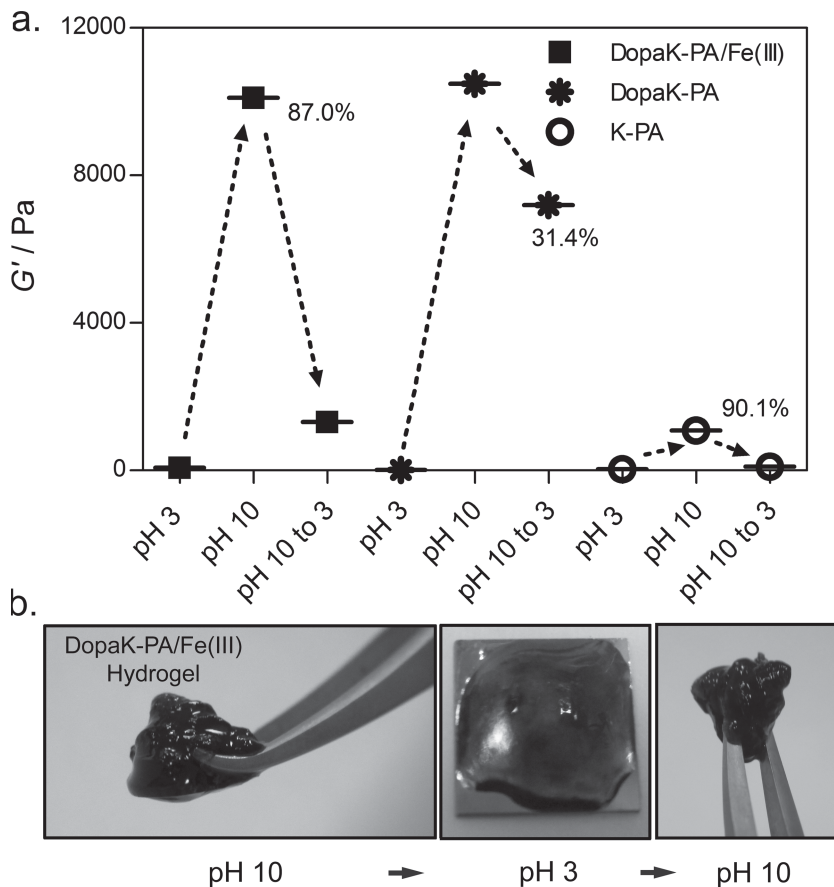 a.
12000
8000
4000
0
G' / Pa
DopaK-PA/Fe(III)
DopaK-PA
K-PA
87.0%
31.4%
90.1%
pH 3
pH 10
pH 10 to 3
pH 3
pH 10
pH 10 to 3
pH 3
pH 10
pH 10 to 3
b.
DopaK-PA/Fe(III)
Hydrogel
pH 10 → pH 3 → pH 10